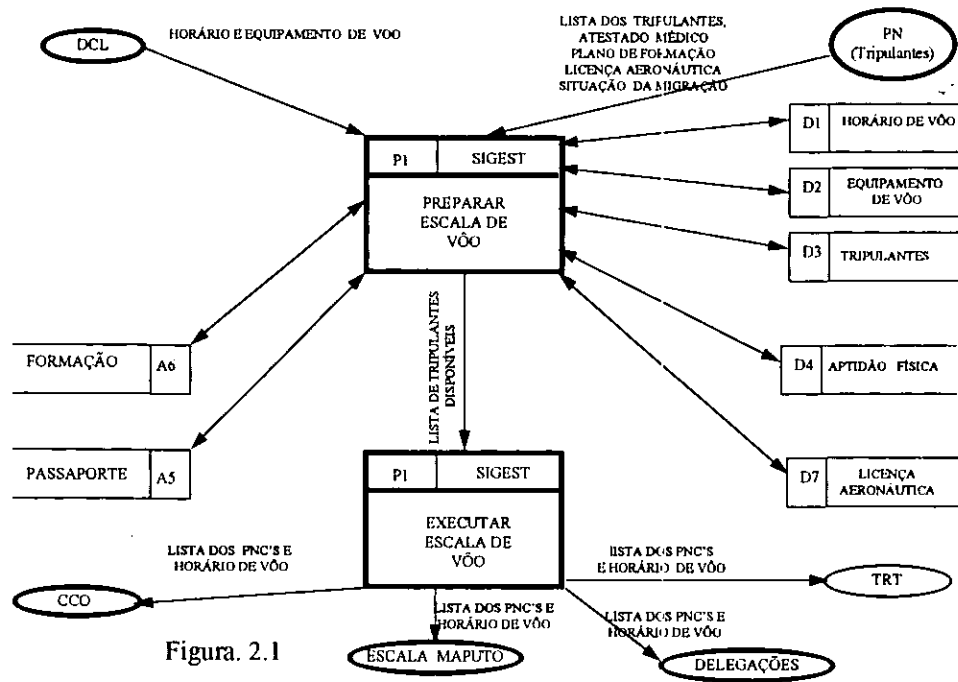 DCL
HORÁRIO E EQUIPAMENTO DE VOO
LISTA DOS TRIPULANTES,
ATESTADO MÉDICO
PLANO DE FORMAÇÃO
LICENÇA AERONÁUTICA
SITUAÇÃO DA MIGRAÇÃO
PN
(Tripulantes)
D1 HORÁRIO DE VÔO
P1 SIGEST
PREPARAR
ESCALA DE
VÔO
D2 EQUIPAMENTO
DE VÔO
D3 TRIPULANTES
FORMAÇÃO A6
LISTA DE TRIPULANTES
DISPONÍVEIS
D4 APTIDÃO FÍSICA
PASSAPORTE A5
P1 SIGEST
EXECUTAR
ESCALA DE
VÔO
D7 LICENÇA
AERONÁUTICA
LISTA DOS PNC'S E
HORÁRIO DE VÔO
LISTA DOS PNC'S
E HORÁRIO DE VÔO
CCO
TRT
LISTA DOS PNC'S E
HORÁRIO DE VÔO
LISTA DOS PNC'S E
HORÁRIO DE VÔO
Figura. 2.1
ESCALA MAPUTO
DELEGAÇÕES